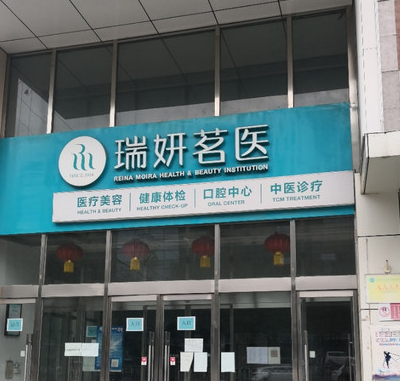 瑞妍茗医
REINA MOIRA HEALTH & BEAUTY INSTITUTION
医疗美容 健康体检 口腔中心 中医诊疗
HEALTH & BEAUTY HEALTHY CHECK-UP ORAL CENTER TCM TREATMENT